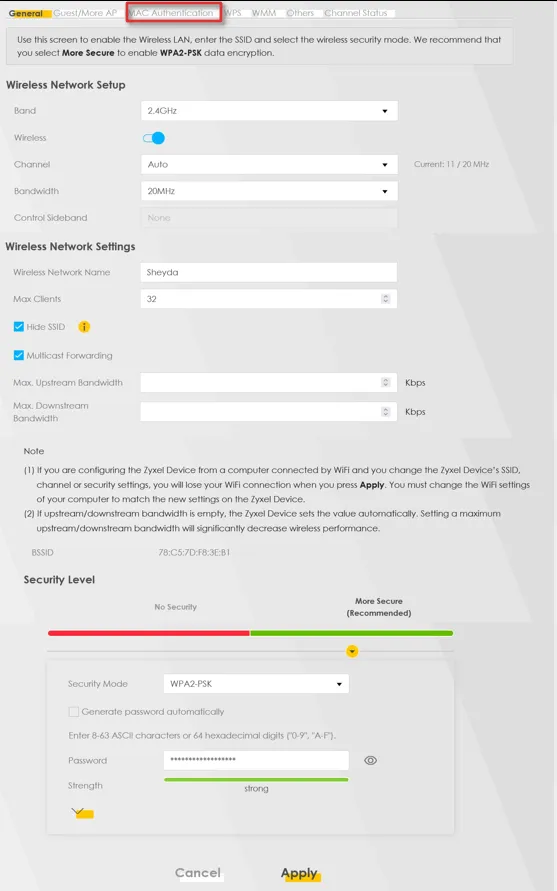 General Guest/More AP MAC Authentication WPS WMM Others Channel Status
Use this screen to enable the Wireless LAN, enter the SSID and select the wireless security mode. We recommend that
you select More Secure to enable WPA2-PSK data encryption.
Wireless Network Setup
Band 2.4GHz
Wireless
Channel Auto Current: 11 / 20 MHz
Bandwidth 20MHz
Control Sideband None
Wireless Network Settings
Wireless Network Name Sheyda
Max Clients 32
Hide SSID
Multicast Forwarding
Max. Upstream Bandwidth Kbps
Max. Downstream
Bandwidth Kbps
Note
(1) If you are configuring the Zyxel Device from a computer connected by WiFi and you change the Zyxel Device's SSID,
channel or security settings, you will lose your WiFi connection when you press Apply. You must change the WiFi settings
of your computer to match the new settings on the Zyxel Device.
(2) If upstream/downstream bandwidth is empty, the Zyxel Device sets the value automatically. Setting a maximum
upstream/downstream bandwidth will significantly decrease wireless performance.
BSSID 78:C5:7D:F8:3E:B1
Security Level
No Security
More Secure
(Recommended)
Security Mode WPA2-PSK
Generate password automatically
Enter 8-63 ASCII characters or 64 hexadecimal digits ("0-9", "A-F").
Password ******************
Strength
strong
Cancel Apply